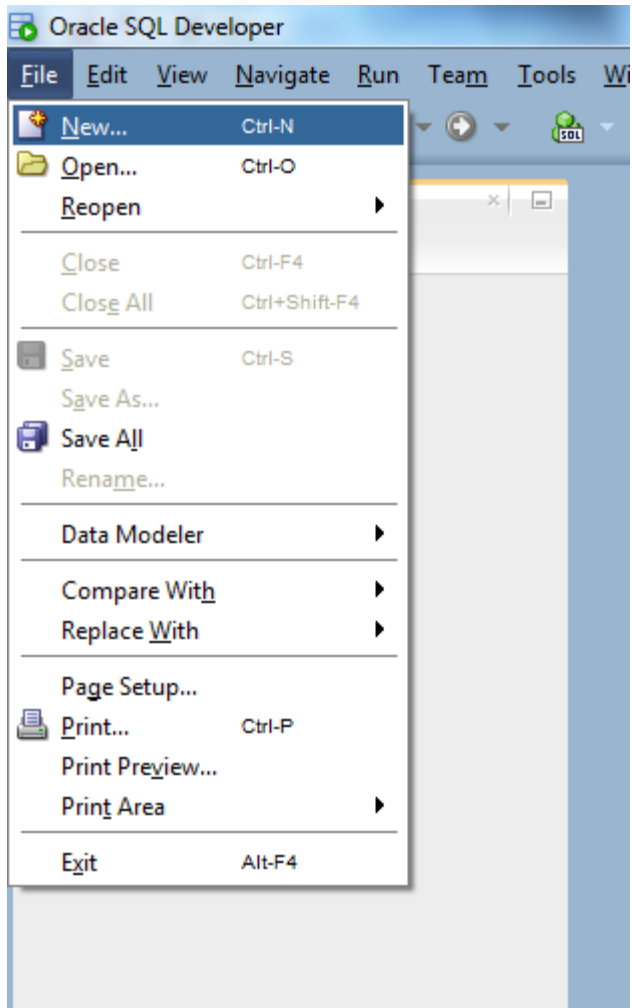 Oracle SQL Developer
File Edit View Navigate Run Team Tools Wi
New... Ctrl-N
SQL
Open... Ctrl-O
Reopen
Close Ctrl-F4
Close All Ctrl+Shift-F4
Save Ctrl-S
Save As...
Save All
Rename...
Data Modeler
Compare With
Replace With
Page Setup...
Print... Ctrl-P
Print Preview...
Print Area
Exit Alt-F4